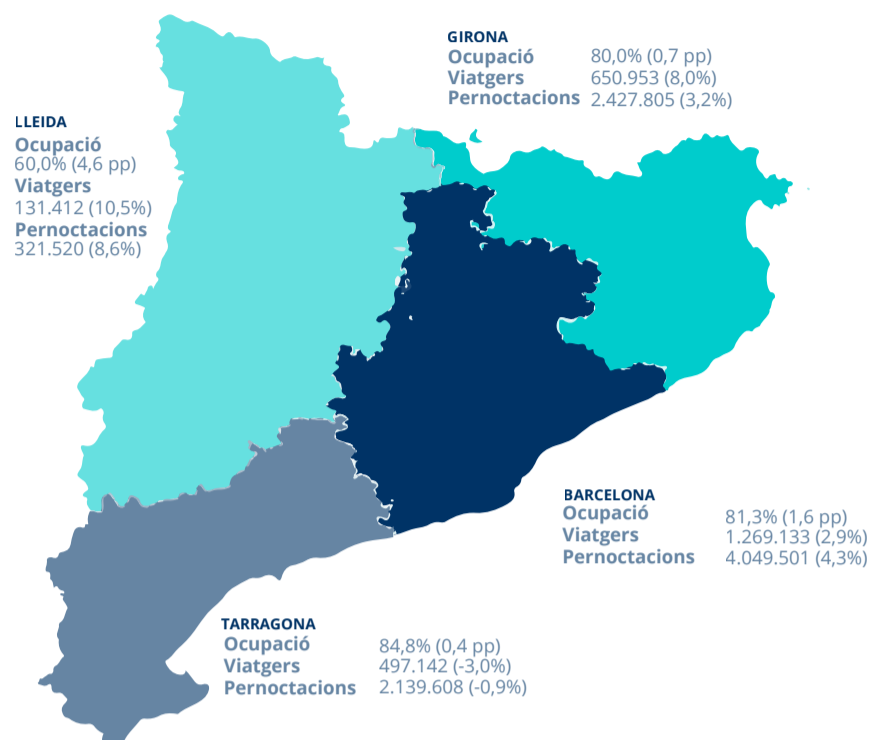 GIRONA
Ocupació 80,0% (0,7 pp)
Viatgers 650.953 (8,0%)
Pernoctacions 2.427.805 (3,2%)
LLEIDA
Ocupació
60,0% (4,6 pp)
Viatgers
131.412 (10,5%)
Pernoctacions
321.520 (8,6%)
BARCELONA
Ocupació 81,3% (1,6 pp)
Viatgers 1.269.133 (2,9%)
Pernoctacions 4.049.501 (4,3%)
TARRAGONA
Ocupació 84,8% (0,4 pp)
Viatgers 497.142 (-3,0%)
Pernoctacions 2.139.608 (-0,9%)